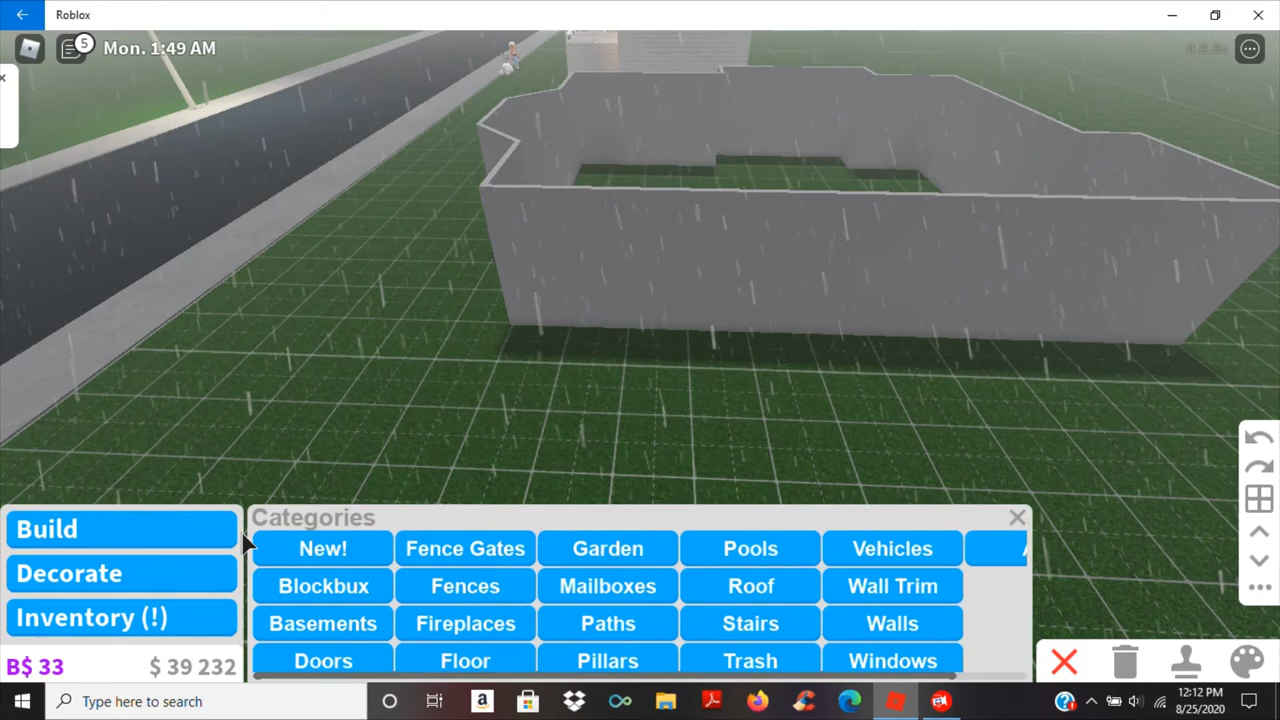 Roblox
5
Mon. 1:49 AM
Build
Decorate
Inventory (!)
B$ 33
$ 39 232
Categories
New!
Fence Gates
Garden
Pools
Vehicles
Blockbux
Fences
Mailboxes
Roof
Wall Trim
Basements
Fireplaces
Paths
Stairs
Walls
Doors
Floor
Pillars
Trash
Windows
Type here to search
12:12 PM
8/25/2020